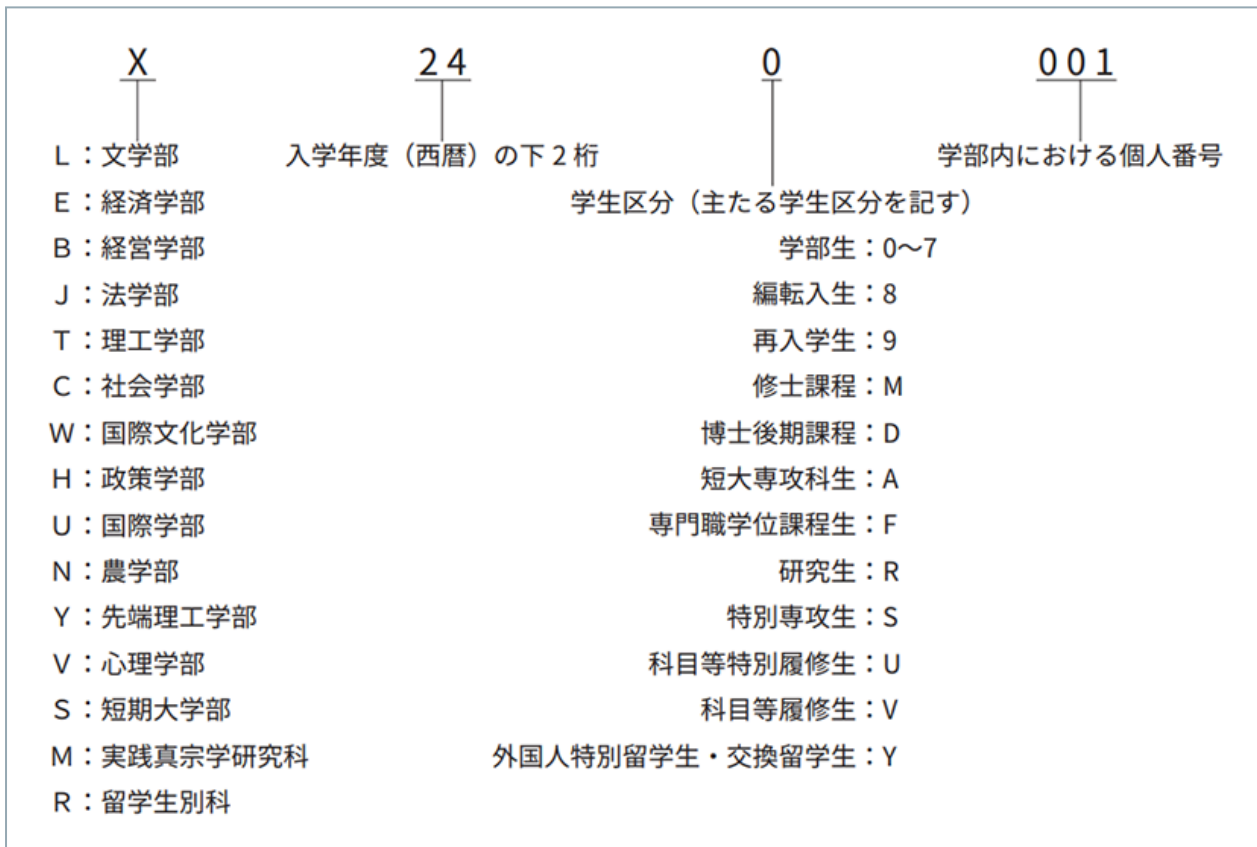 X 24 0 001
L：文学部 入学年度（西暦）の下２桁 学部内における個人番号
E：経済学部 学生区分（主たる学生区分を記す）
B：経営学部 学部生：0～7
J：法学部 編転入生：8
T：理工学部 再入学生：9
C：社会学部 修士課程：M
W：国際文化学部 博士後期課程：D
H：政策学部 短大専攻科生：A
U：国際学部 専門職学位課程生：F
N：農学部 研究生：R
Y：先端理工学部 特別専攻生：S
V：心理学部 科目等特別履修生：U
S：短期大学部 科目等履修生：V
M：実践真宗学研究科 外国人特別留学生・交換留学生：Y
R：留学生別科